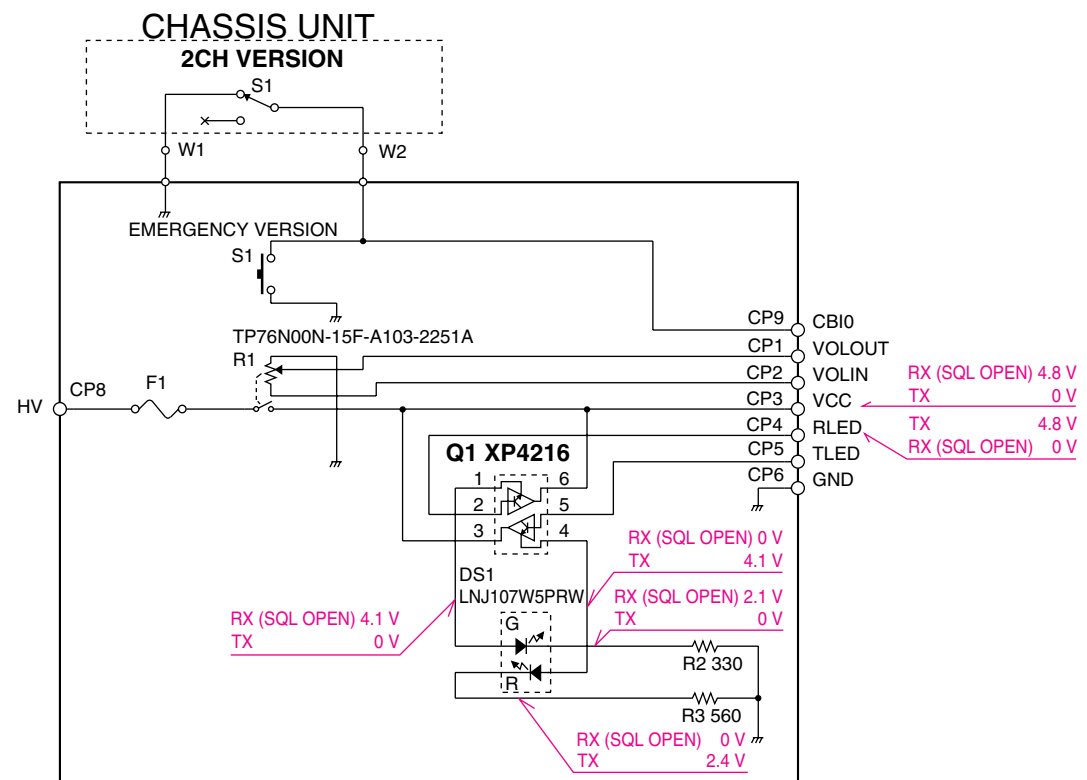 CHASSIS UNIT
2CH VERSION
S1
W1
W2
EMERGENCY VERSION
S1
TP76N00N-15F-A103-2251A
R1
HV
CP8
F1
CP9
CBI0
CP1
VOLOUT
CP2
VOLIN
CP3
VCC
CP4
RLED
CP5
TLED
CP6
GND
RX (SQL OPEN) 4.8 V
TX 0 V
TX 4.8 V
RX (SQL OPEN) 0 V
Q1 XP4216
1
6
2
5
3
4
RX (SQL OPEN) 0 V
TX 4.1 V
DS1
LNJ107W5PRW
RX (SQL OPEN) 2.1 V
TX 0 V
RX (SQL OPEN) 4.1 V
TX 0 V
G
R
R2 330
R3 560
RX (SQL OPEN) 0 V
TX 2.4 V